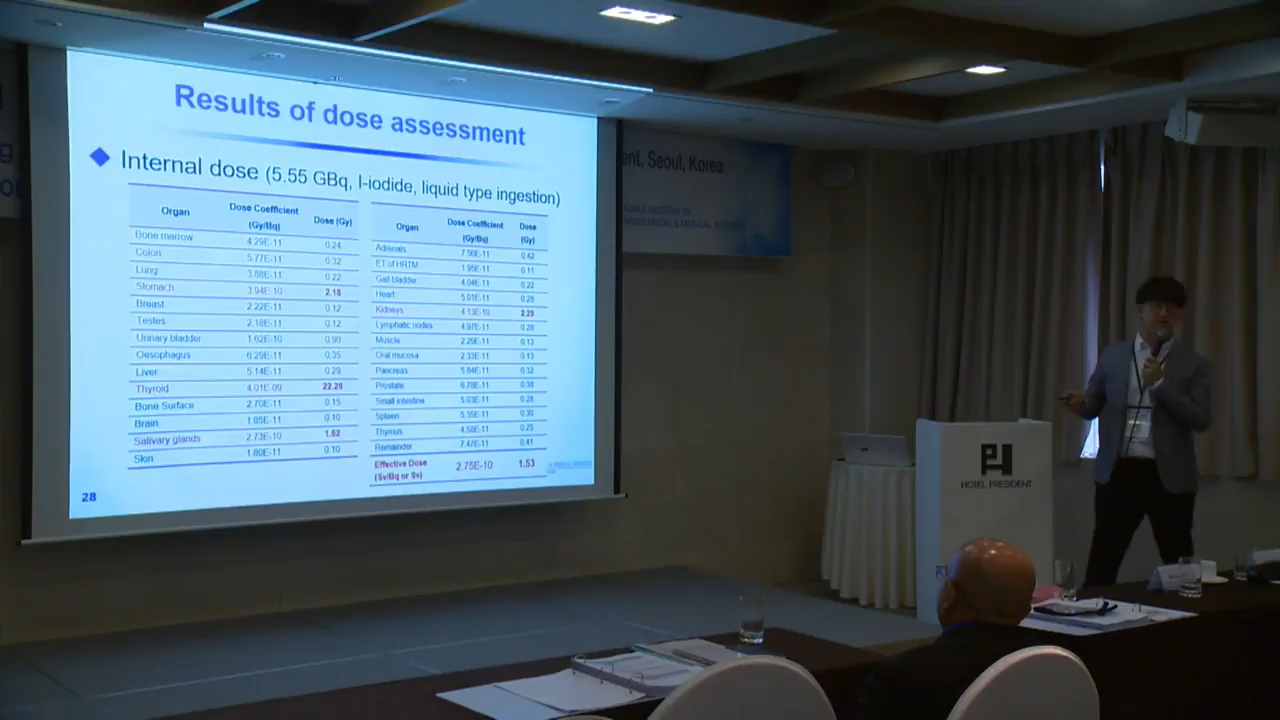 Results of dose assessment
Internal dose (5.55 GBq, I-iodide, liquid type ingestion)
Organ Dose Coefficient (Gy/Bq) Dose (Gy)
Bone marrow 4.29E-11 0.24
Colon 5.77E-11 0.32
Lung 3.88E-11 0.22
Stomach 3.94E-10 2.18
Breast 2.22E-11 0.12
Testes 2.18E-11 0.12
Urinary bladder 1.62E-10 0.90
Oesophagus 6.29E-11 0.35
Liver 5.14E-11 0.29
Thyroid 4.01E-09 22.26
Bone Surface 2.70E-11 0.15
Brain 1.85E-11 0.10
Salivary glands 2.73E-10 1.52
Skin 1.80E-11 0.10
Organ Dose Coefficient (Gy/Bq) Dose (Gy)
Adrenals 7.56E-11 0.42
ET of HRTM 1.95E-11 0.11
Gall bladder 4.04E-11 0.22
Heart 5.01E-11 0.28
Kidneys 4.13E-10 2.29
Lymphatic nodes 4.97E-11 0.28
Muscle 2.29E-11 0.13
Oral mucosa 2.33E-11 0.13
Pancreas 5.84E-11 0.32
Prostate 6.78E-11 0.38
Small intestine 5.03E-11 0.28
Spleen 5.35E-11 0.30
Thymus 4.58E-11 0.25
Remainder 7.47E-11 0.41
Effective Dose (Sv/Bq or Sv) 2.75E-10 1.53
28
ent, Seoul, Korea
KOREA INSTITUTE OF
RADIOLOGICAL & MEDICAL SCIENCES
HOTEL PRESIDENT